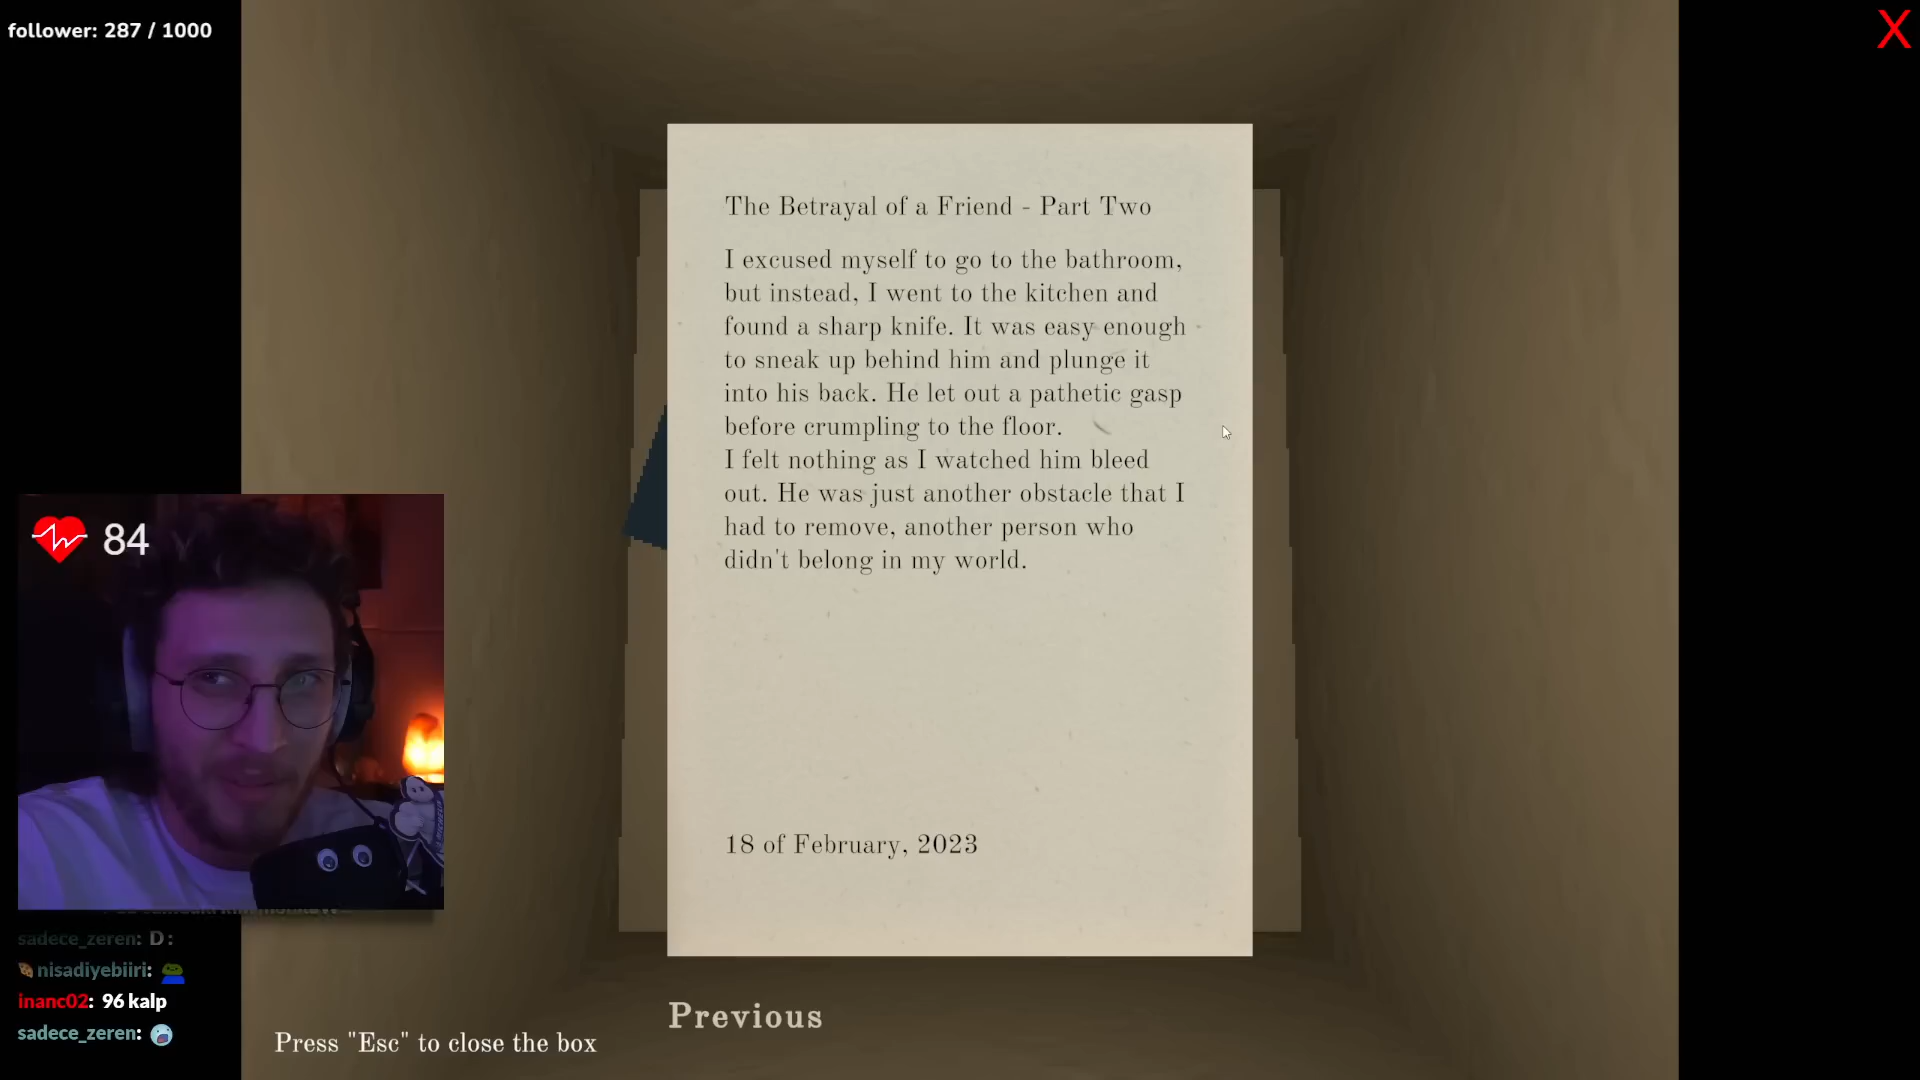 follower: 287 / 1000
X
The Betrayal of a Friend - Part Two
I excused myself to go to the bathroom,
but instead, I went to the kitchen and
found a sharp knife. It was easy enough
to sneak up behind him and plunge it
into his back. He let out a pathetic gasp
before crumpling to the floor.
I felt nothing as I watched him bleed
out. He was just another obstacle that I
had to remove, another person who
didn't belong in my world.
18 of February, 2023
84
sadece_zeren: D:
nisadiyebiiri:
inanc02: 96 kalp
sadece_zeren:
Previous
Press "Esc" to close the box